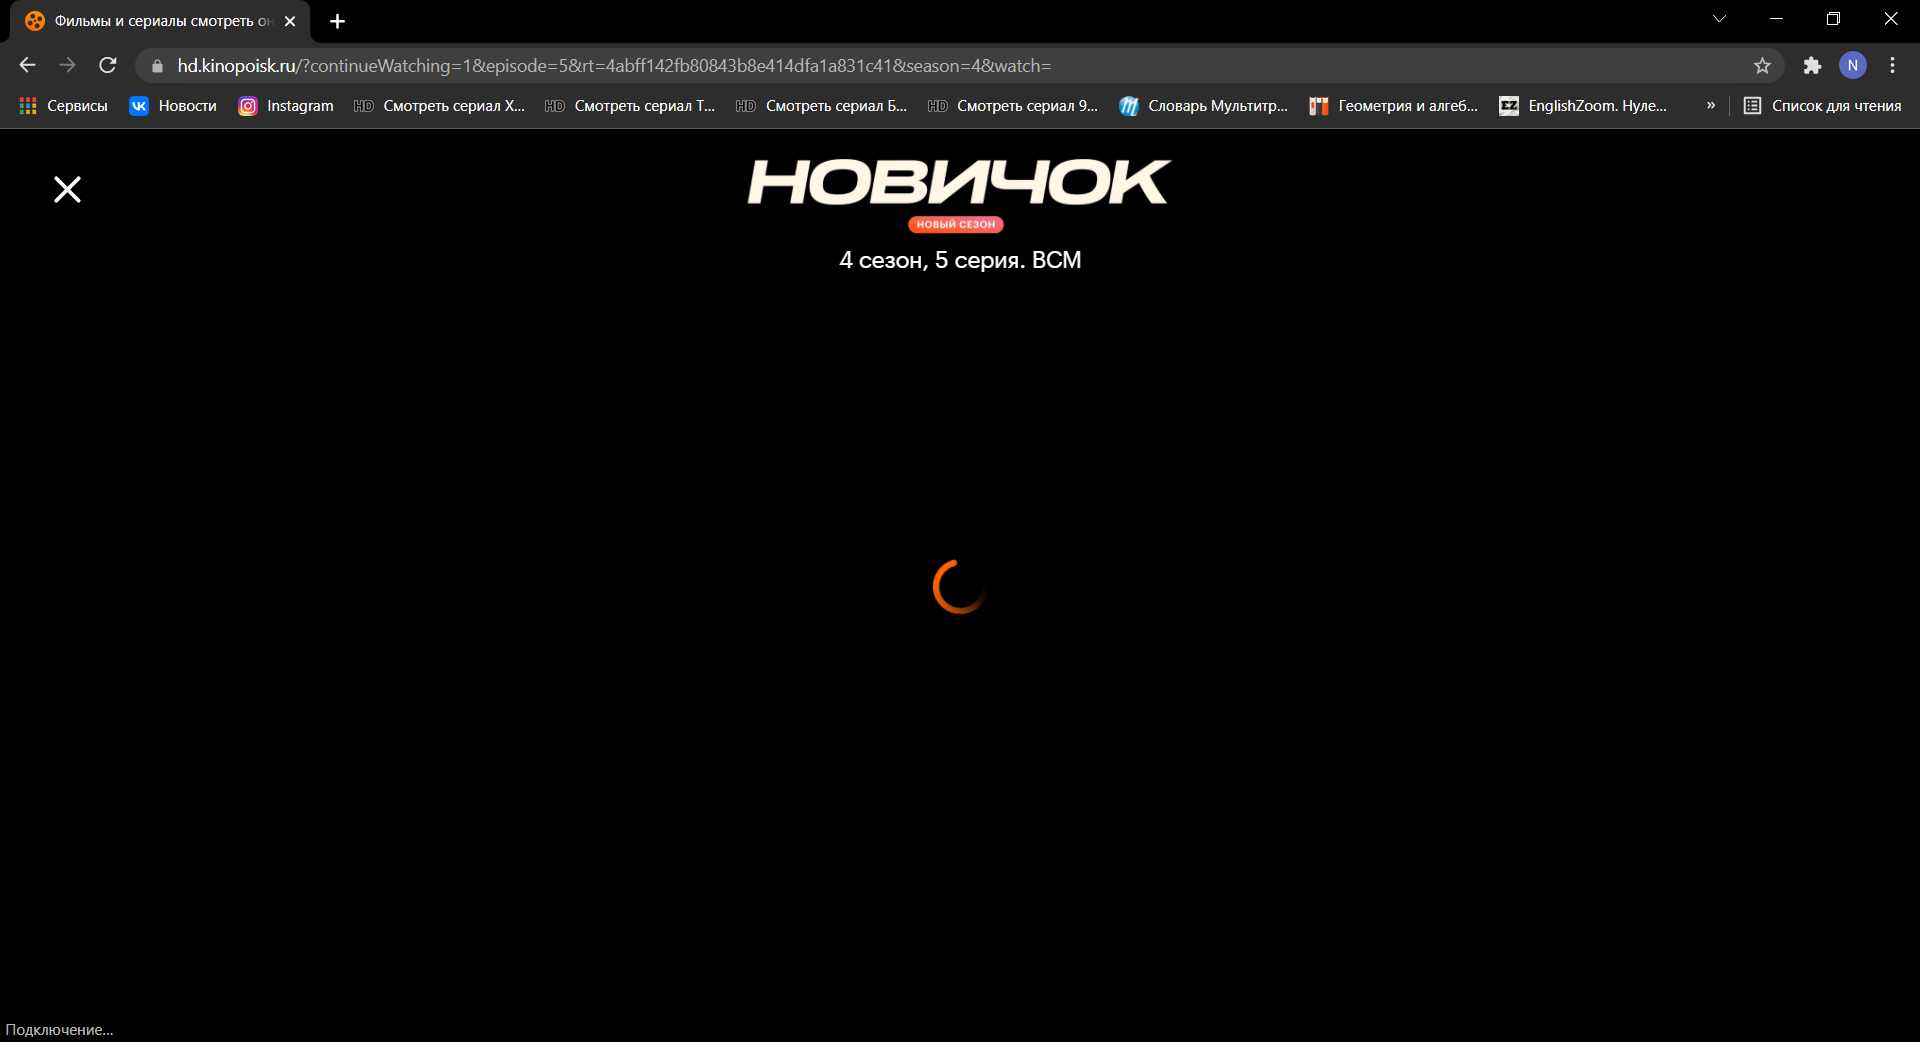 Фильмы и сериалы смотреть он
hd.kinopoisk.ru/?continueWatching=1&episode=5&rt=4abff142fb80843b8e414dfa1a831c41&season=4&watch=
N
Сервисы
Новости
Instagram
HD Смотреть сериал Х...
HD Смотреть сериал Т...
HD Смотреть сериал Б...
HD Смотреть сериал 9...
Словарь Мультитр...
Геометрия и алгеб...
EZ EnglishZoom. Нуле...
»
Список для чтения
НОВИЧОК
НОВЫЙ СЕЗОН
4 сезон, 5 серия. ВСМ
Подключение...